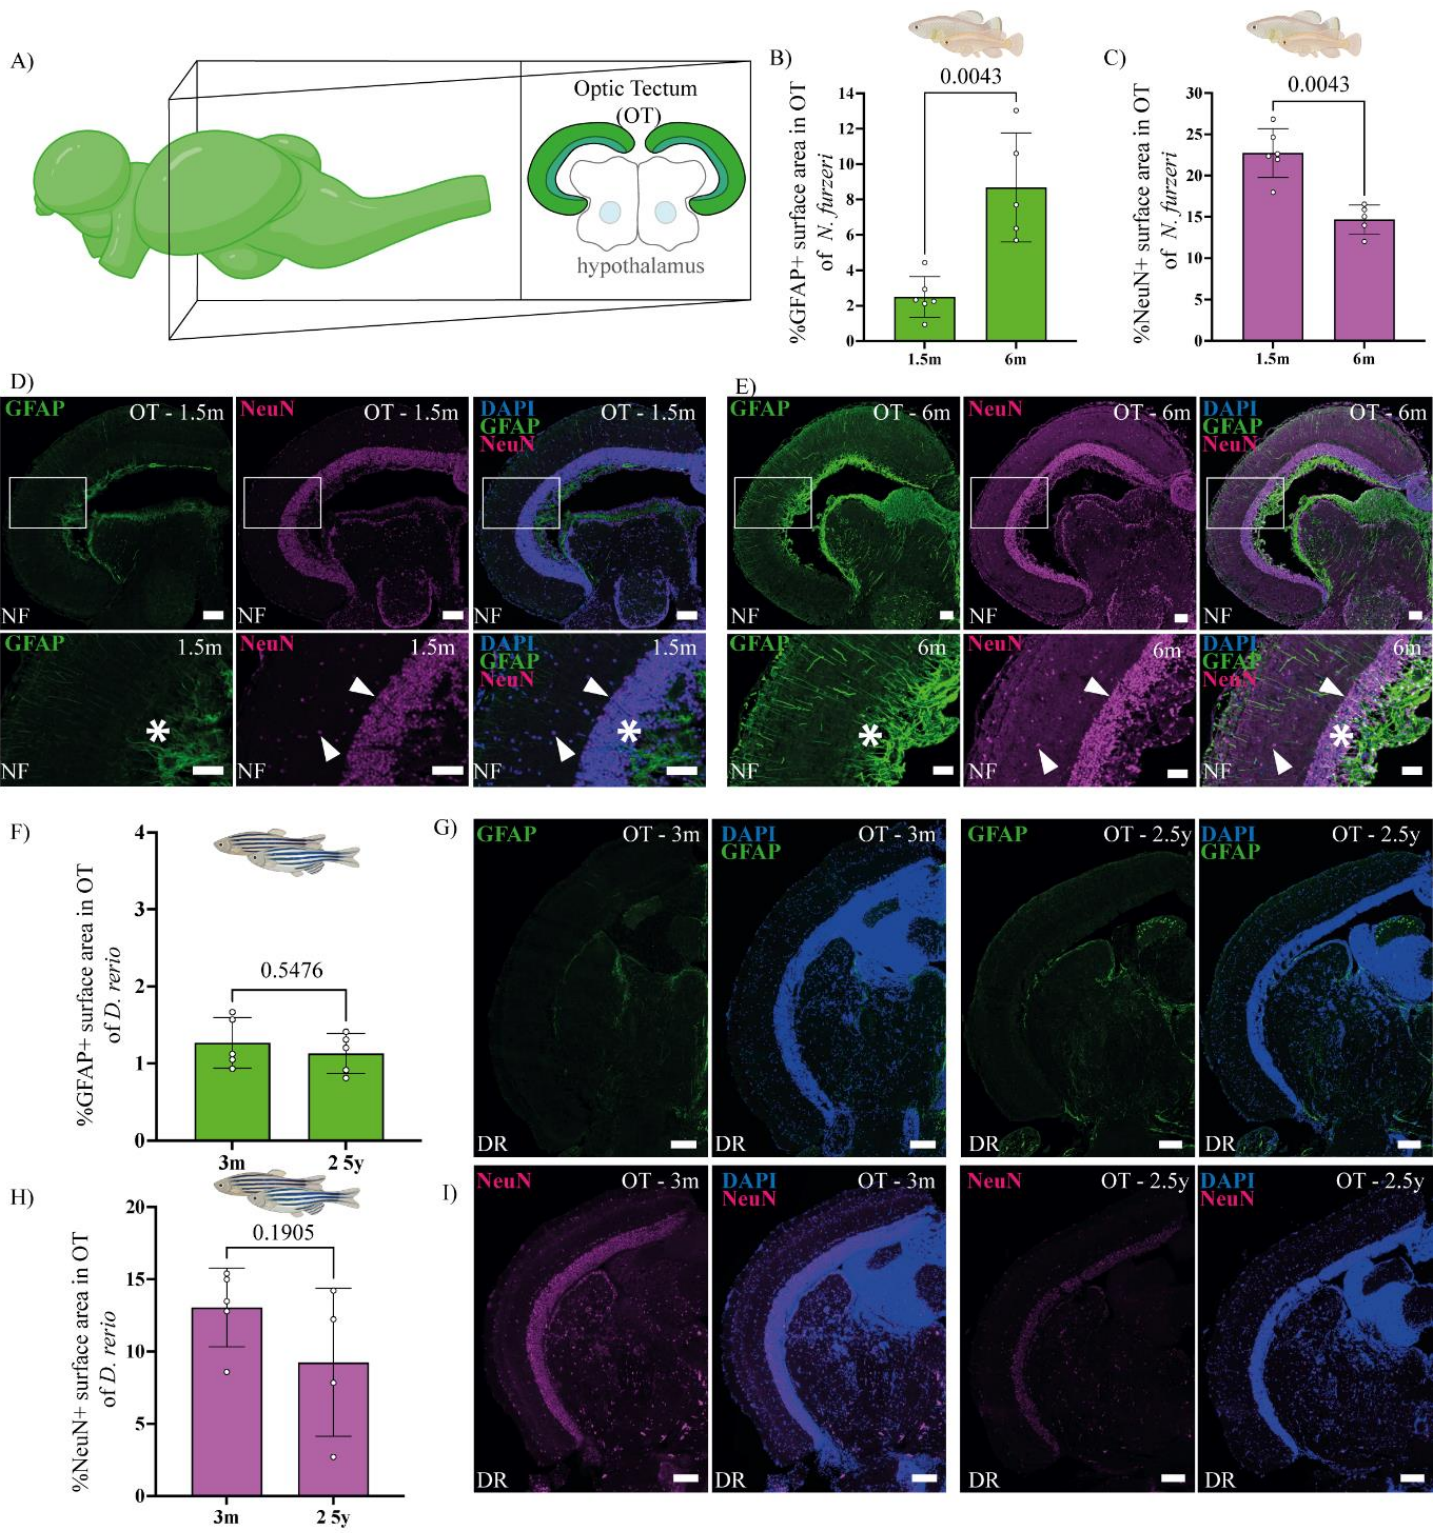 A)
Optic Tectum
(OT)
hypothalamus
B)
%GFAP+ surface area in OT
of N. furzeri
0.0043
14
12
10
8
6
4
2
0
1.5m
6m
C)
%NeuN+ surface area in OT
of N. furzeri
0.0043
30
25
20
15
10
5
0
1.5m
6m
D)
GFAP
OT - 1.5m
NF
NeuN
OT - 1.5m
NF
DAPI
GFAP
NeuN
OT - 1.5m
NF
GFAP
1.5m
*
NF
NeuN
1.5m
NF
DAPI
GFAP
NeuN
1.5m
*
NF
E)
GFAP
OT - 6m
NF
NeuN
OT - 6m
NF
DAPI
GFAP
NeuN
OT - 6m
NF
GFAP
6m
*
NF
NeuN
6m
NF
DAPI
GFAP
NeuN
6m
*
NF
F)
%GFAP+ surface area in OT
of D. rerio
0.5476
4
3
2
1
0
3m
2 5y
G)
GFAP
OT - 3m
DR
DAPI
GFAP
OT - 3m
DR
GFAP
OT - 2.5y
DR
DAPI
GFAP
OT - 2.5y
DR
H)
%NeuN+ surface area in OT
of D. rerio
0.1905
20
15
10
5
0
3m
2 5y
I)
NeuN
OT - 3m
DR
DAPI
NeuN
OT - 3m
DR
NeuN
OT - 2.5y
DR
DAPI
NeuN
OT - 2.5y
DR